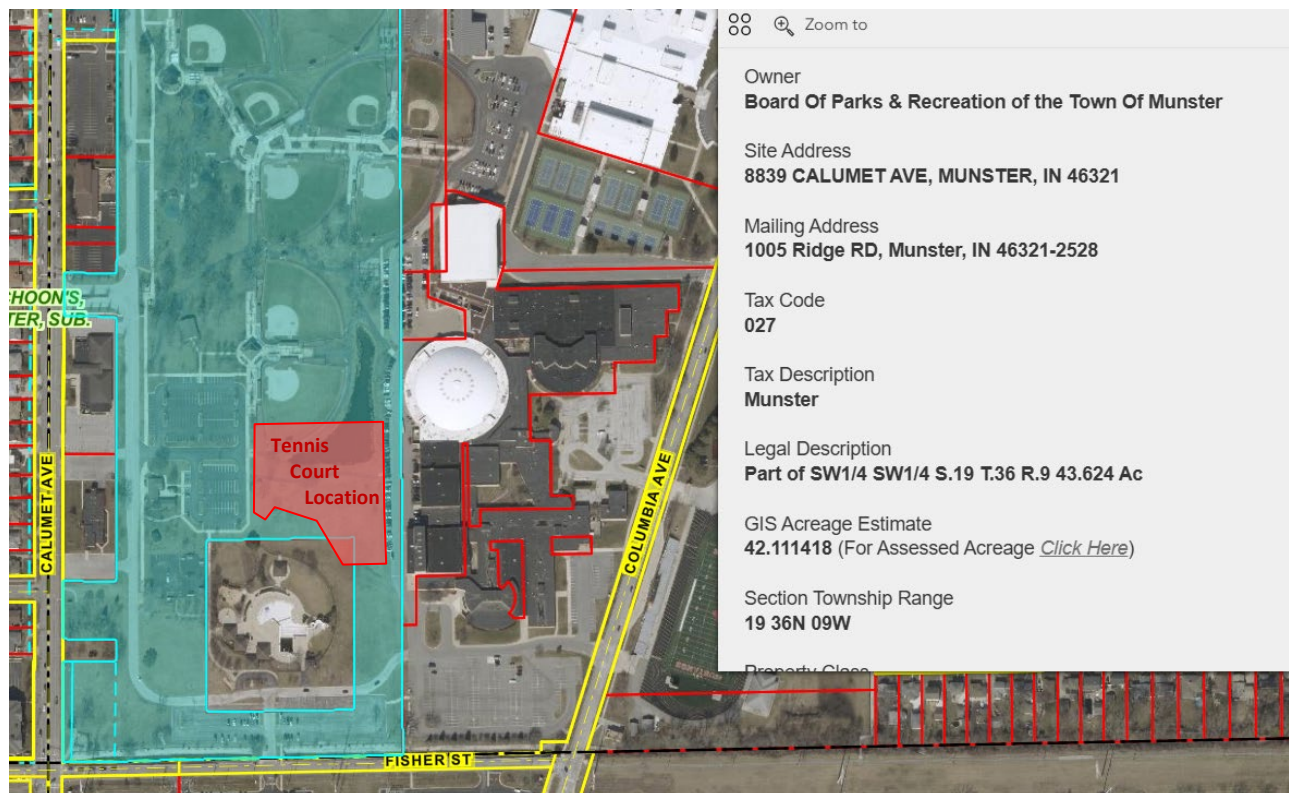 Zoom to
Owner
Board Of Parks & Recreation of the Town Of Munster
Site Address
8839 CALUMET AVE, MUNSTER, IN 46321
Mailing Address
1005 Ridge RD, Munster, IN 46321-2528
Tax Code
027
Tax Description
Munster
Legal Description
Part of SW1/4 SW1/4 S.19 T.36 R.9 43.624 Ac
GIS Acreage Estimate
42.111418 (For Assessed Acreage Click Here)
Section Township Range
19 36N 09W
Property Class
CHOON'S,
TER, SUB.
Tennis
Court
Location
CALUMET AVE
COLUMBIA AVE
FISHER ST